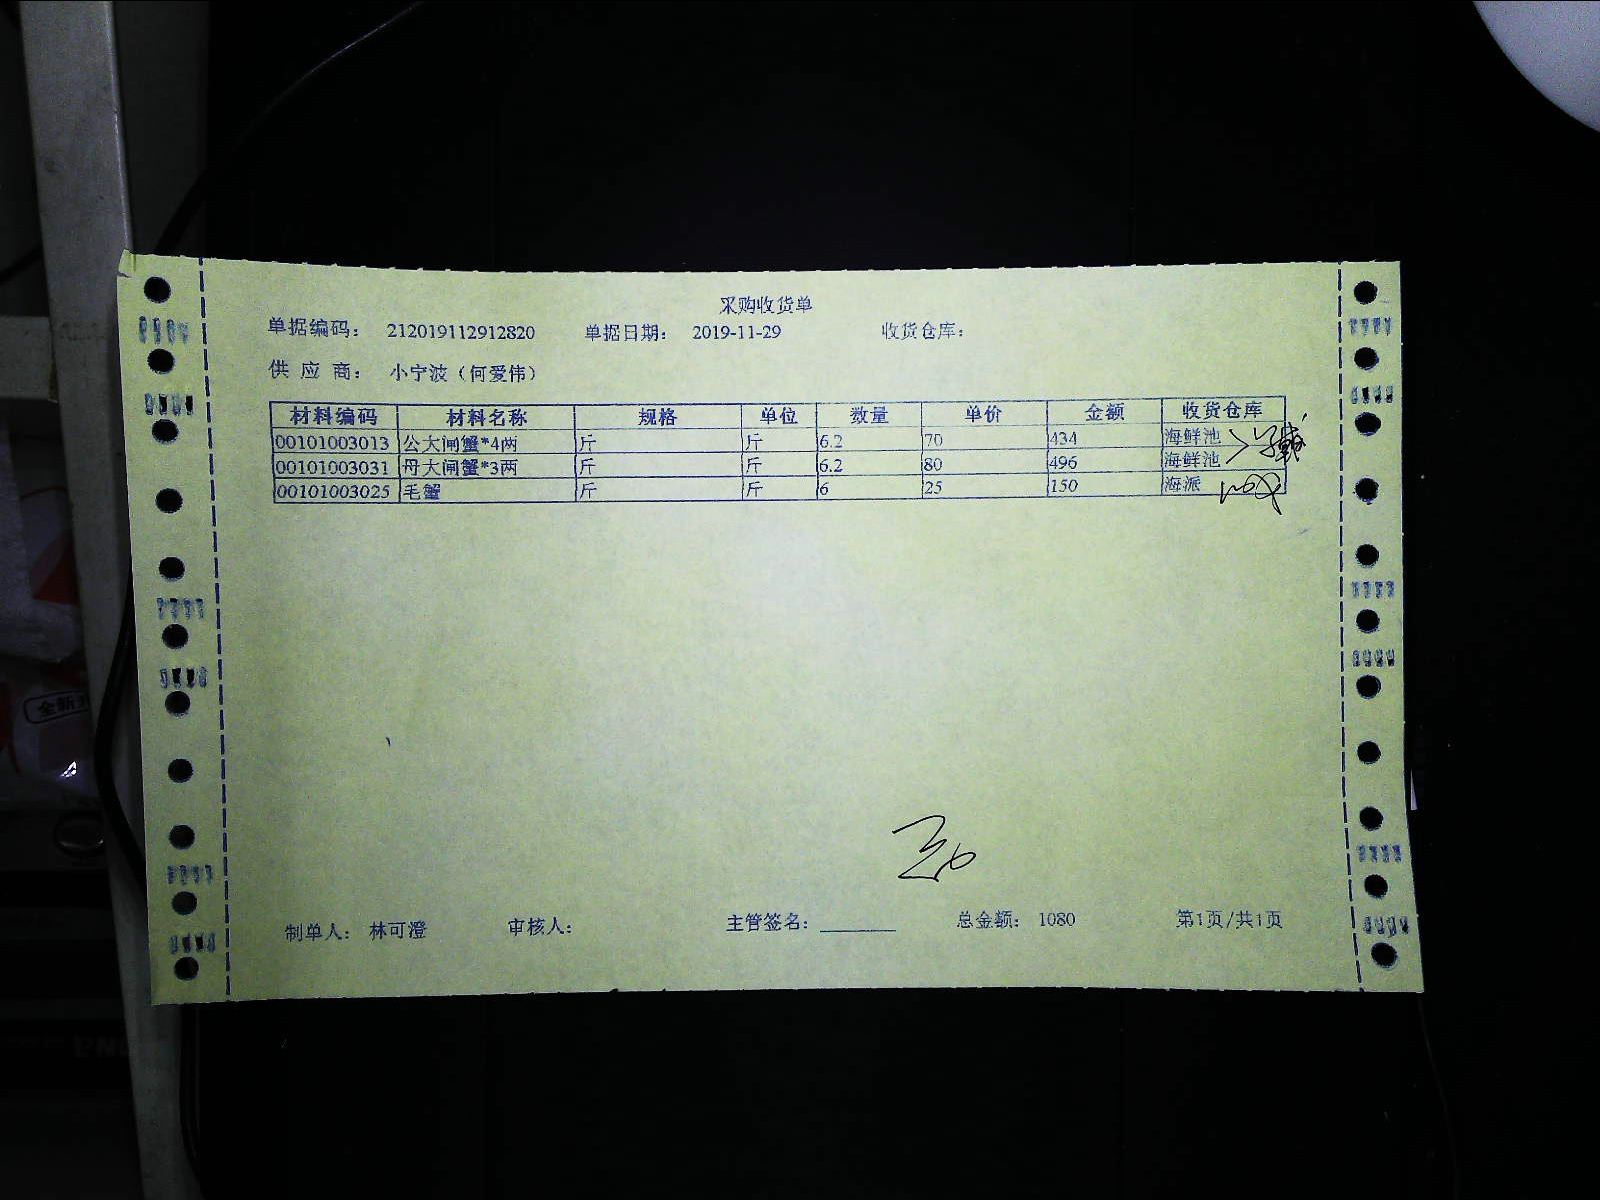 采购收货单
单据编码： 212019112912820 单据日期： 2019-11-29 收货仓库：
供 应 商： 小宁波（何爱伟）
材料编码 材料名称 规格 单位 数量 单价 金额 收货仓库
00101003013 公大闸蟹*4两 斤 斤 6.2 70 434 海鲜池
00101003031 母大闸蟹*3两 斤 斤 6.2 80 496 海鲜池
00101003025 毛蟹 斤 斤 6 25 150 海派
制单人： 林可澄 审核人： 主管签名： 总金额： 1080 第1页/共1页